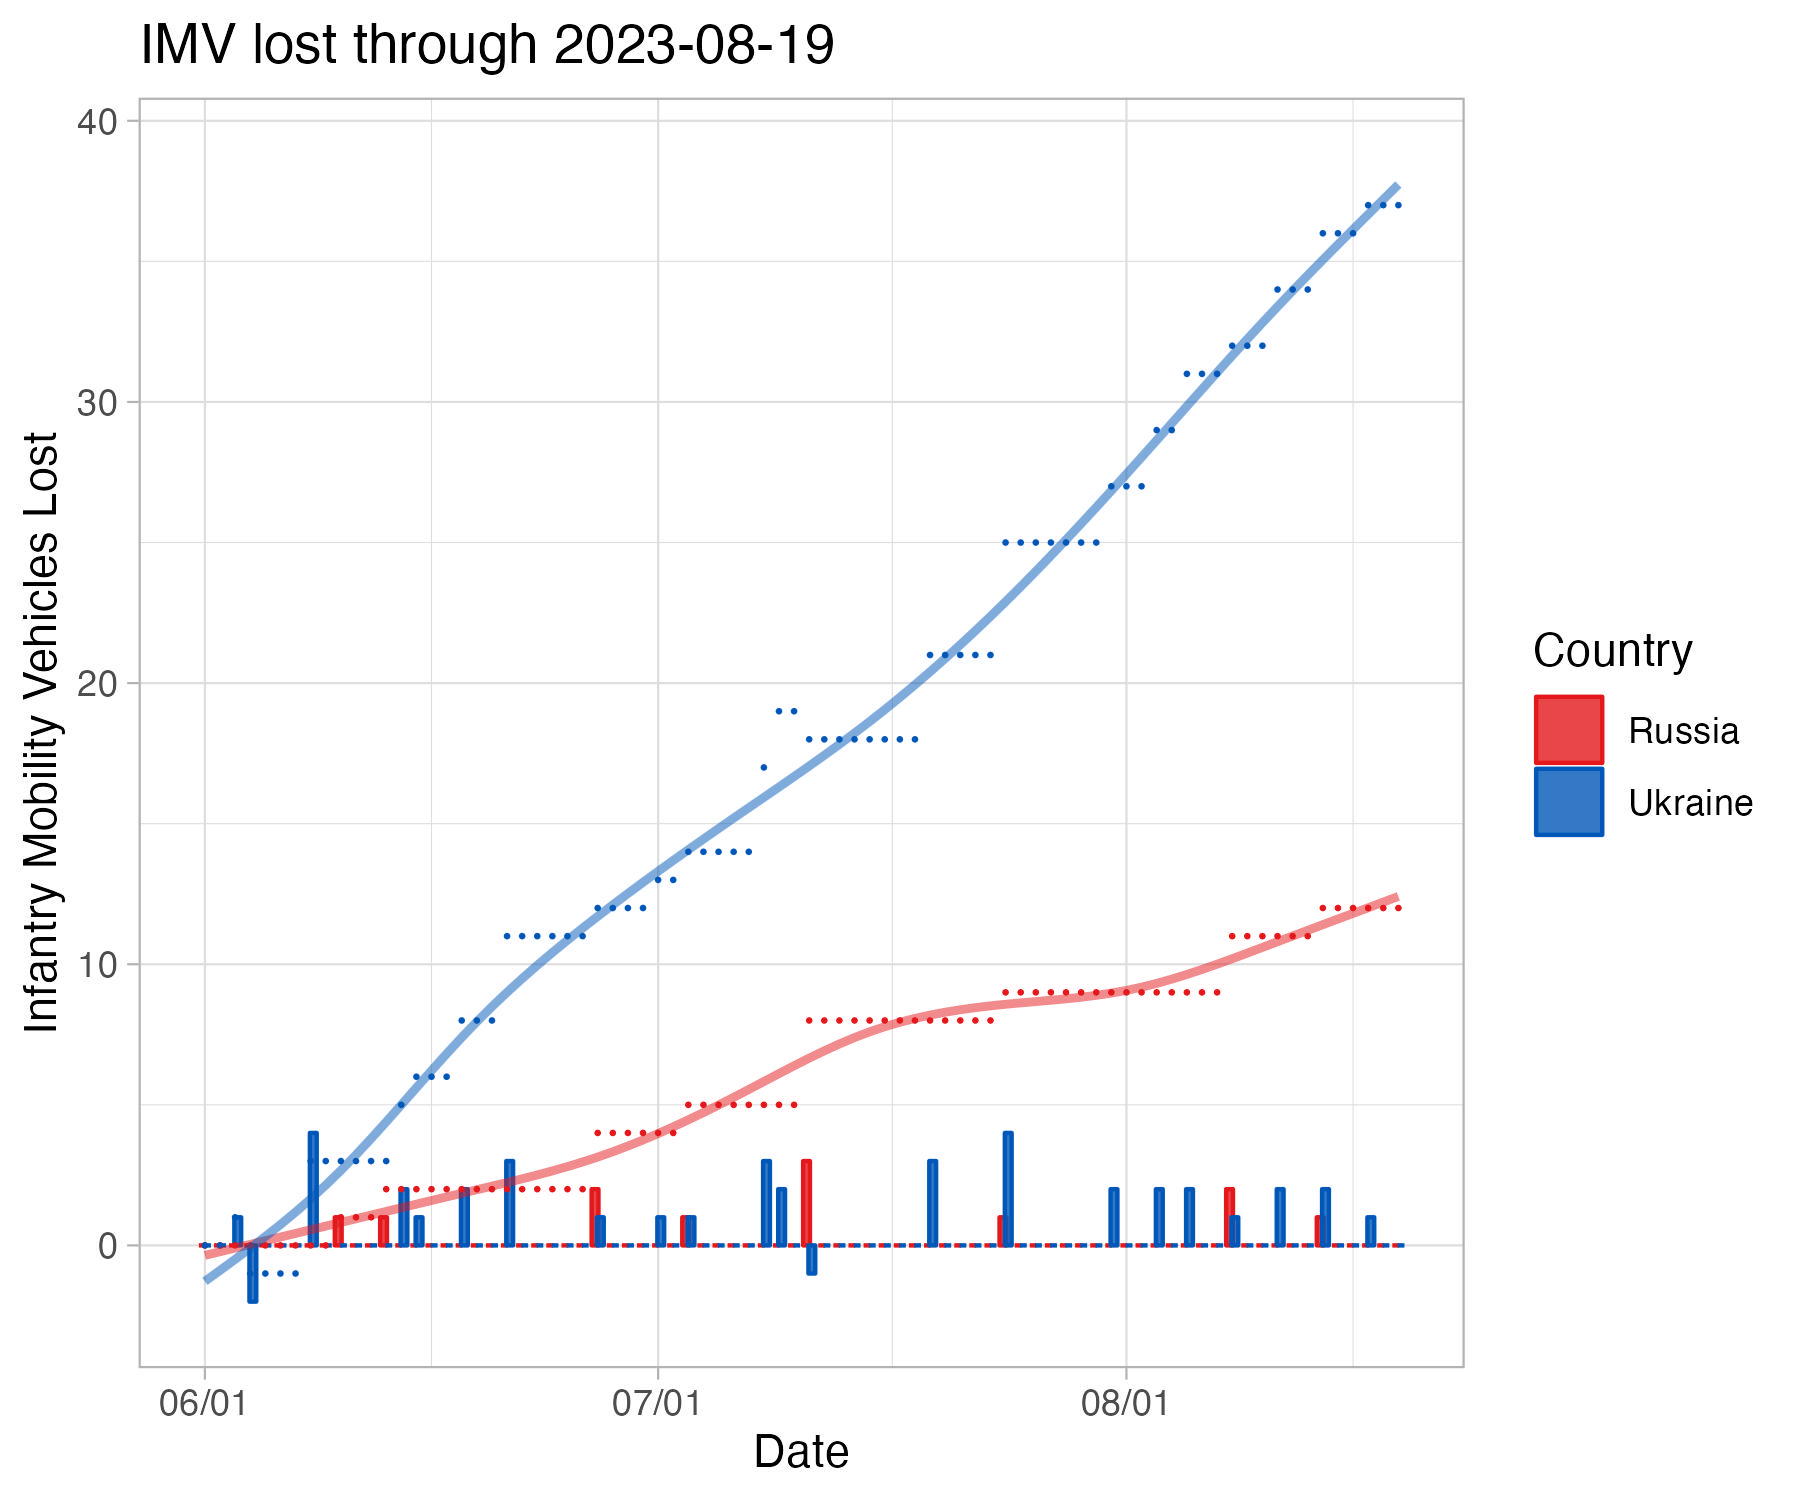 IMV lost through 2023-08-19
Infantry Mobility Vehicles Lost
40
30
20
10
0
06/01
07/01
08/01
Date
Country
Russia
Ukraine